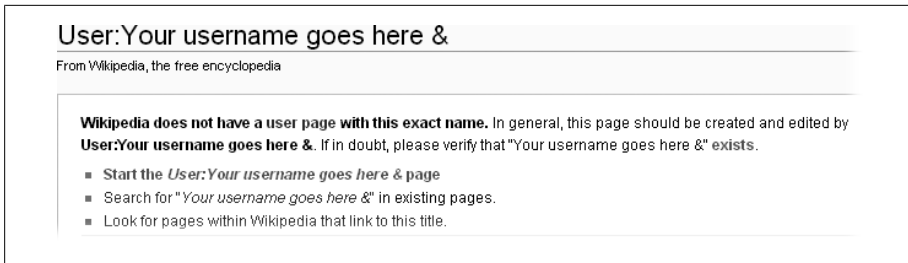 User:Your username goes here &
From Wikipedia, the free encyclopedia
Wikipedia does not have a user page with this exact name. In general, this page should be created and edited by
User:Your username goes here &. If in doubt, please verify that "Your username goes here &" exists.
Start the User:Your username goes here & page
Search for "Your username goes here &" in existing pages.
Look for pages within Wikipedia that link to this title.